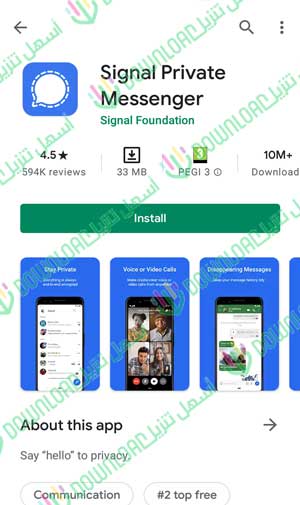 Signal Private
Messenger
Signal Foundation
4.5★
594K reviews
33 MB
3
PEGI 3
10M+
Download
Install
Stay Private
Voice or Video Calls
Disappearing Messages
About this app
Say “hello” to privacy.
Communication
#2 top free
DOWNLOAD
أسهل تنزيل